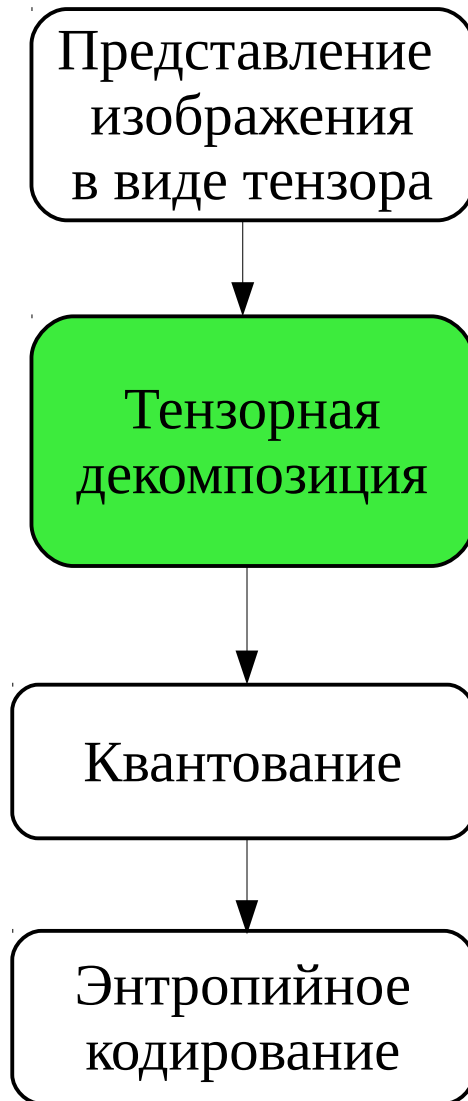 Представление
изображения
в виде тензора
Тензорная
декомпозиция
Квантование
Энтропийное
кодирование